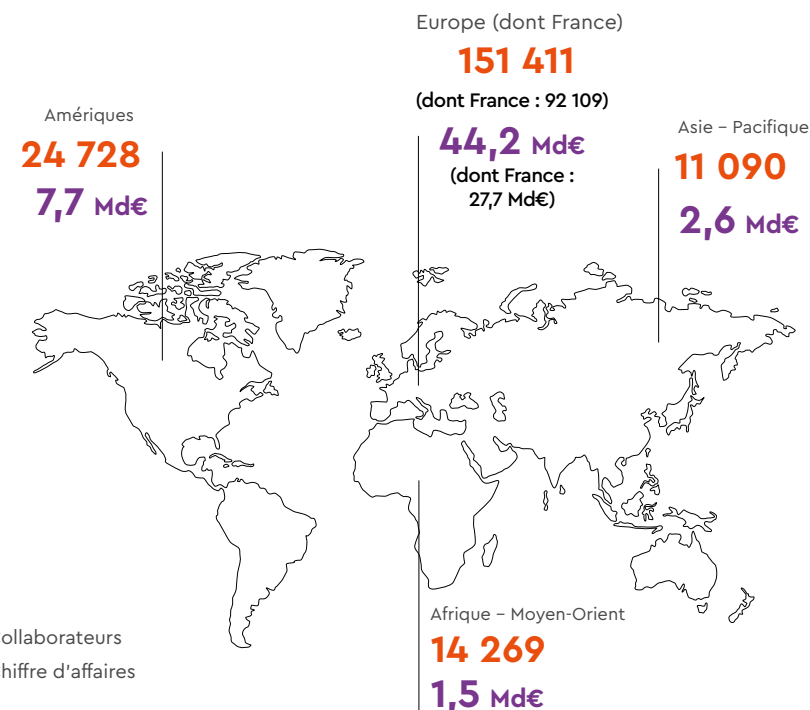 Europe (dont France)
151 411
(dont France : 92 109)
44,2 Md€
(dont France :
27,7 Md€)
Amériques
24 728
7,7 Md€
Asie – Pacifique
11 090
2,6 Md€
Afrique – Moyen-Orient
14 269
1,5 Md€
ollaborateurs
hiffre d'affaires